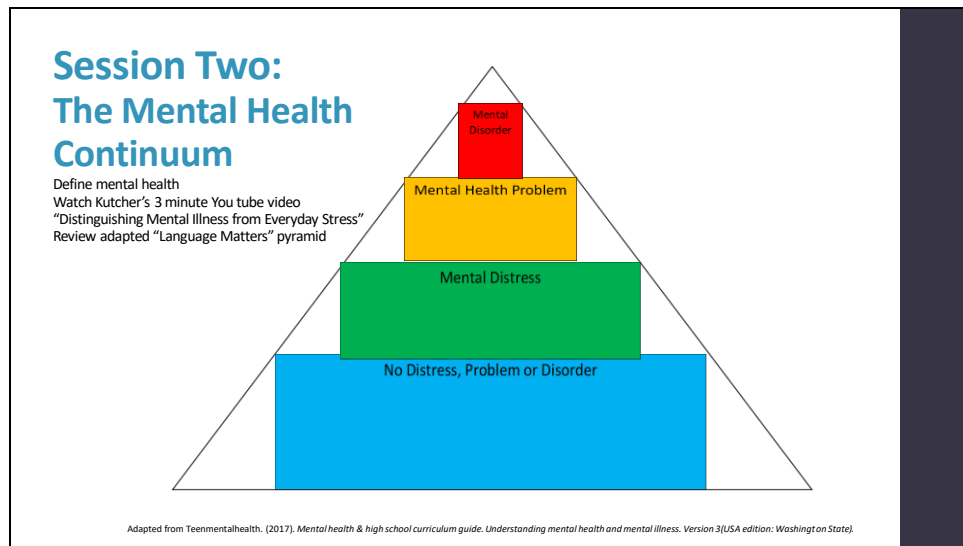 Session Two:
The Mental Health
Continuum
Define mental health
Watch Kutcher's 3 minute You tube video
"Distinguishing Mental Illness from Everyday Stress"
Review adapted "Language Matters" pyramid
Mental
Disorder
Mental Health Problem
Mental Distress
No Distress, Problem or Disorder
Adapted from Teenmentalhealth. (2017). Mental health & high school curriculum guide. Understanding mental health and mental illness. Version 3(USA edition: Washington State).